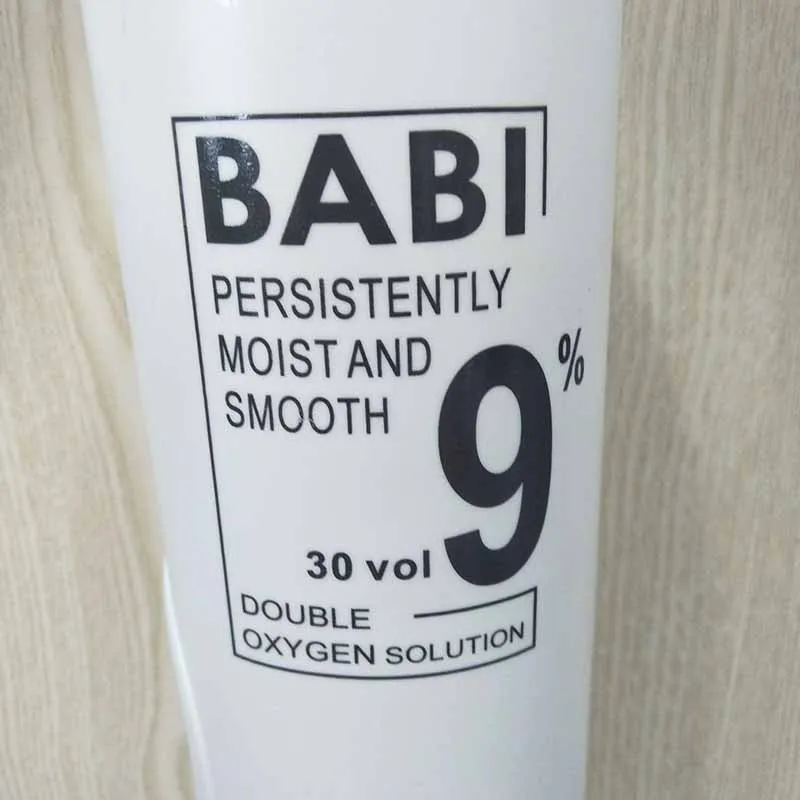 BABI
PERSISTENTLY
MOIST AND
SMOOTH
9%
30 vol
DOUBLE
OXYGEN SOLUTION